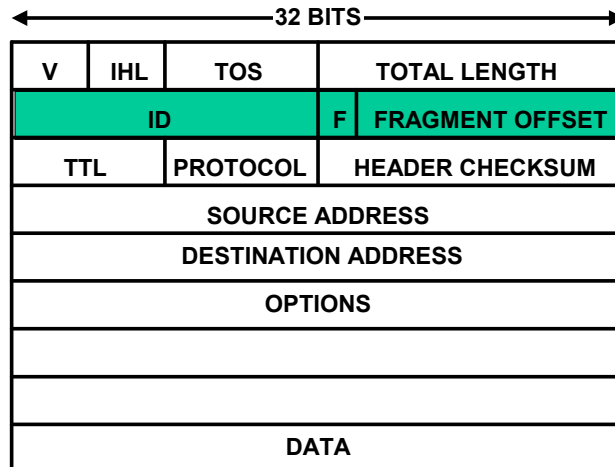 32 BITS
V IHL TOS TOTAL LENGTH
ID F FRAGMENT OFFSET
TTL PROTOCOL HEADER CHECKSUM
SOURCE ADDRESS
DESTINATION ADDRESS
OPTIONS
DATA